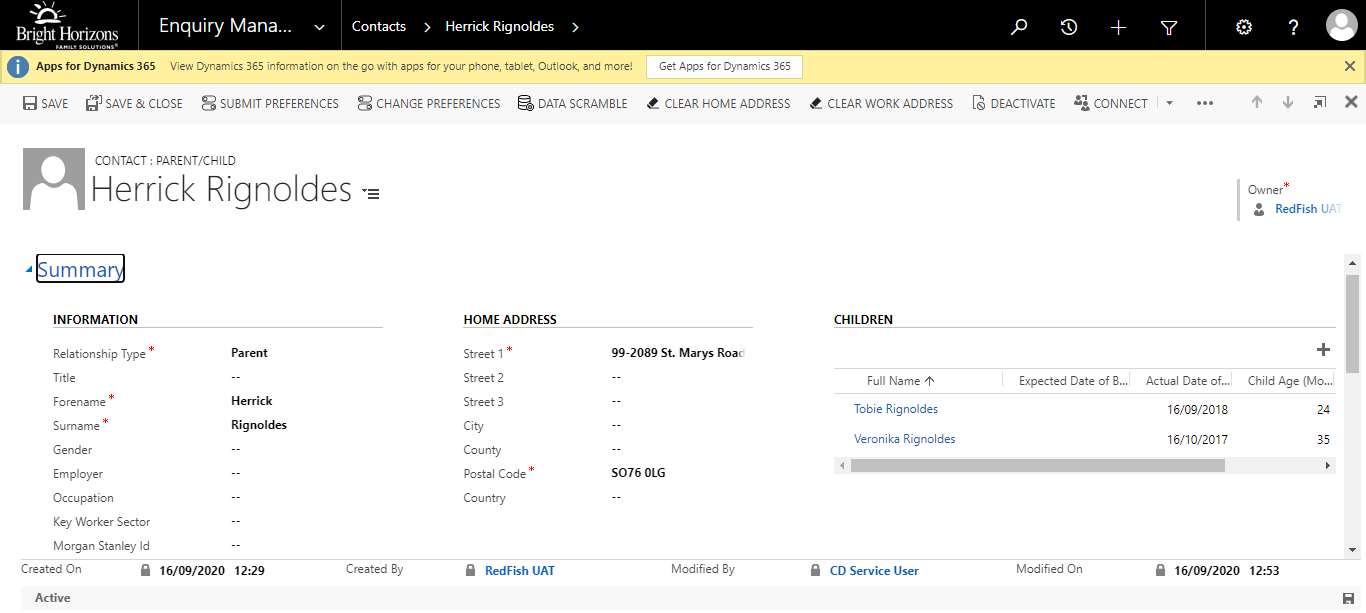 Bright Horizons
FAMILY SOLUTIONS
Enquiry Mana... Contacts Herrick Rignoldes
Apps for Dynamics 365 View Dynamics 365 information on the go with apps for your phone, tablet, Outlook, and more! Get Apps for Dynamics 365
SAVE SAVE & CLOSE SUBMIT PREFERENCES CHANGE PREFERENCES DATA SCRAMBLE CLEAR HOME ADDRESS CLEAR WORK ADDRESS DEACTIVATE CONNECT
CONTACT : PARENT/CHILD
Herrick Rignoldes
Owner*
RedFish UAT
Summary
INFORMATION
Relationship Type* Parent
Title --
Forename* Herrick
Surname* Rignoldes
Gender --
Employer --
Occupation --
Key Worker Sector --
Morgan Stanley Id --
HOME ADDRESS
Street 1* 99-2089 St. Marys Road
Street 2 --
Street 3 --
City --
County --
Postal Code* SO76 0LG
Country --
CHILDREN
Full Name Expected Date of B... Actual Date of... Child Age (Mo...
Tobie Rignoldes 16/09/2018 24
Veronika Rignoldes 16/10/2017 35
Created On 16/09/2020 12:29 Created By RedFish UAT Modified By CD Service User Modified On 16/09/2020 12:53
Active